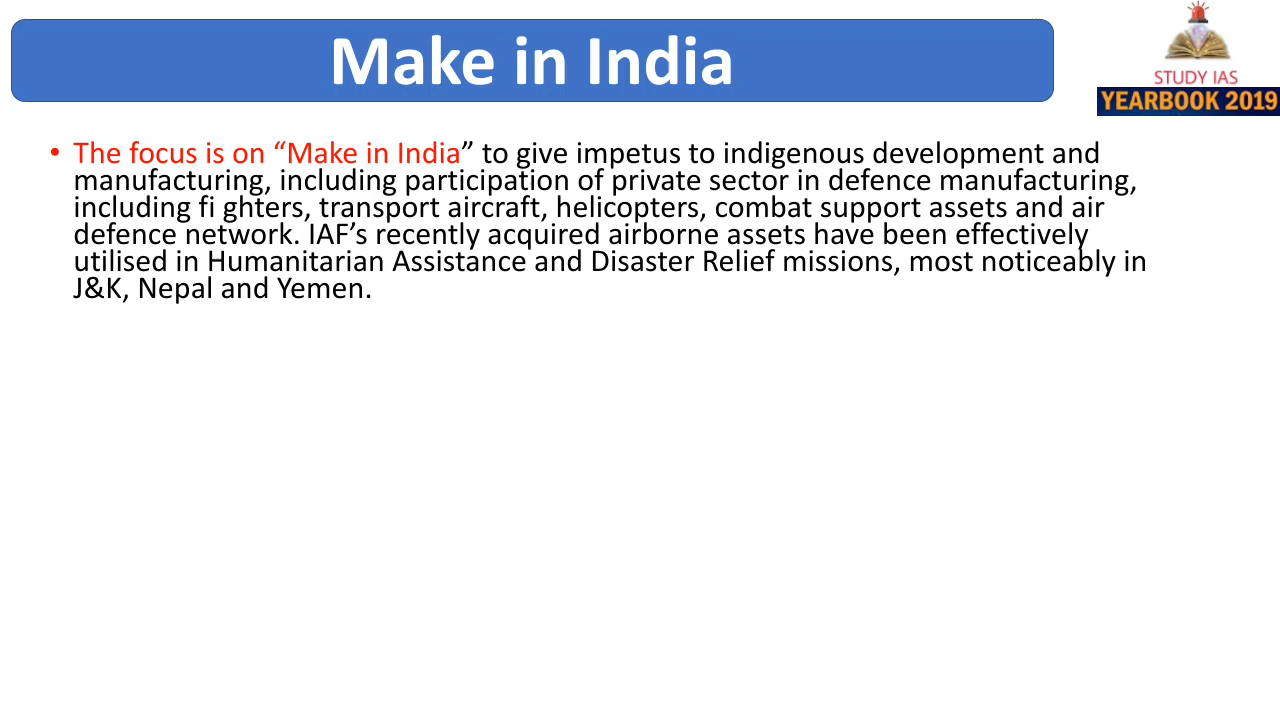 Make in India
STUDY IAS
YEARBOOK 2019
• The focus is on “Make in India” to give impetus to indigenous development and
manufacturing, including participation of private sector in defence manufacturing,
including fi ghters, transport aircraft, helicopters, combat support assets and air
defence network. IAF’s recently acquired airborne assets have been effectively
utilised in Humanitarian Assistance and Disaster Relief missions, most noticeably in
J&K, Nepal and Yemen.